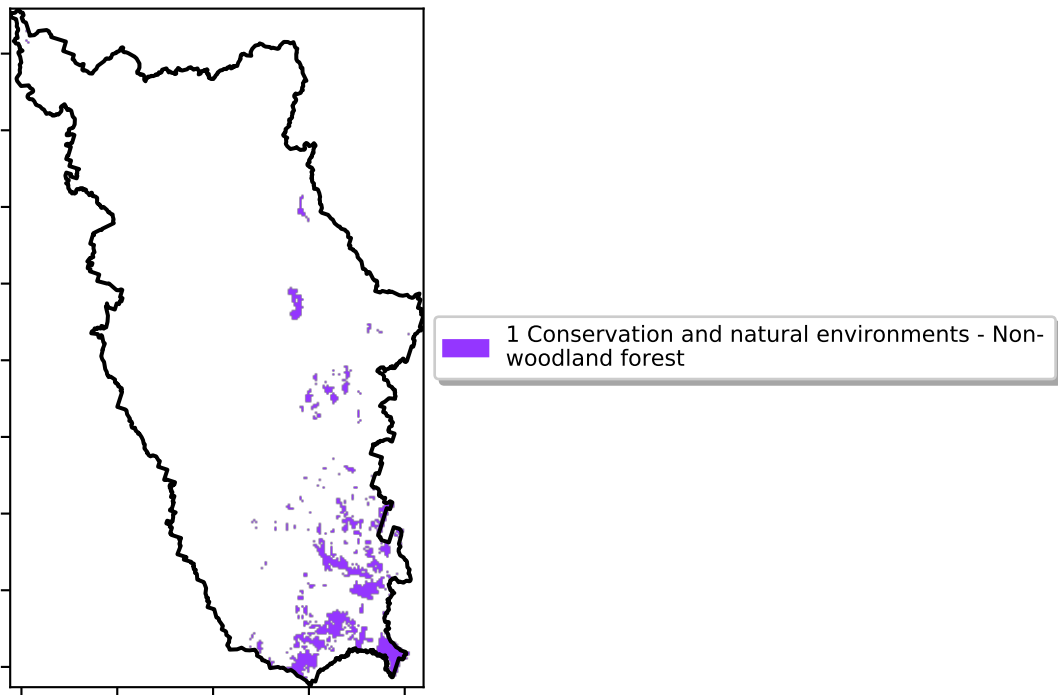 1 Conservation and natural environments - Non-
woodland forest